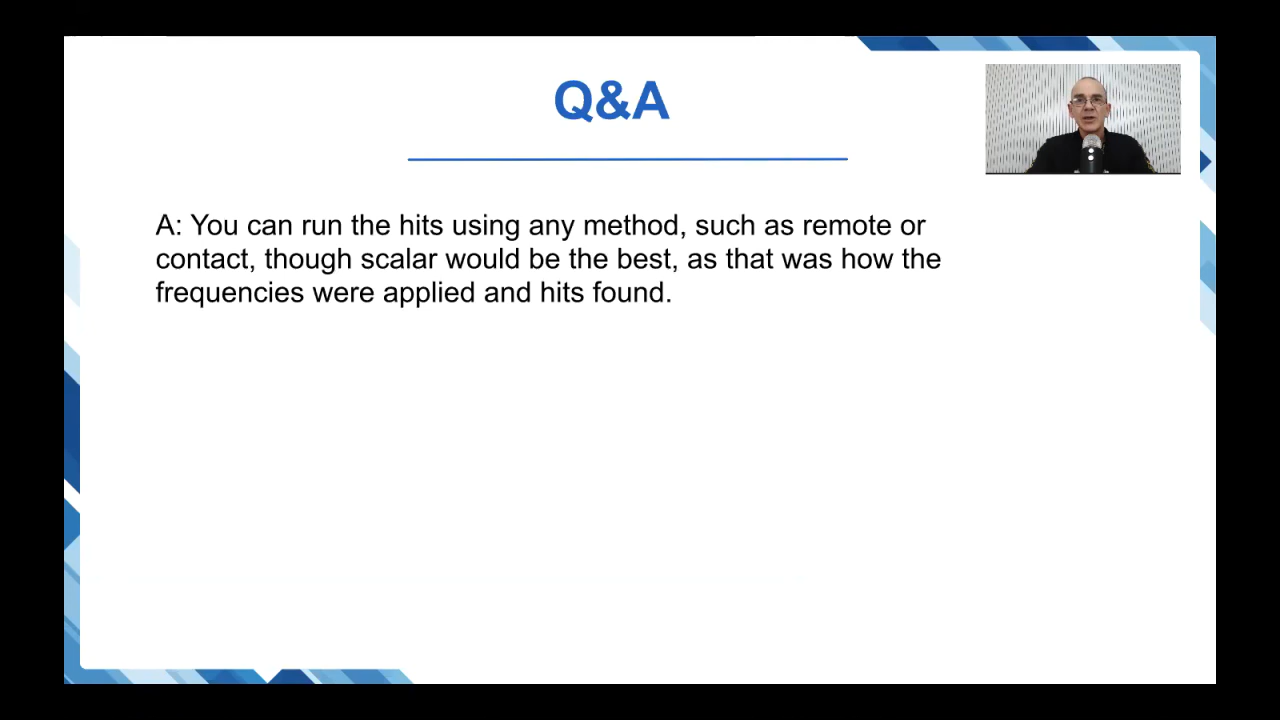 Q&A
A: You can run the hits using any method, such as remote or
contact, though scalar would be the best, as that was how the
frequencies were applied and hits found.